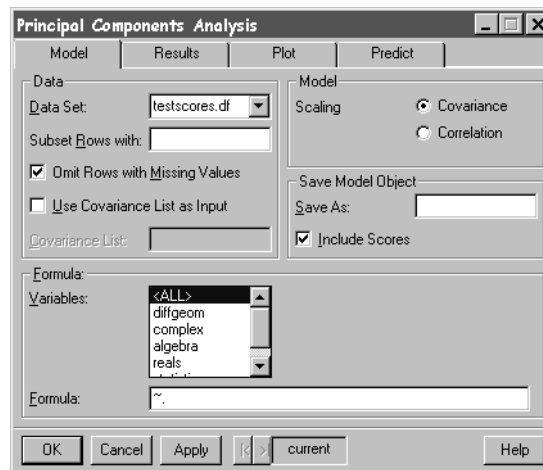 Principal Components Analysis
Model
Results
Plot
Predict
Data
Data Set:
testscores.df
Subset Rows with:
Omit Rows with Missing Values
Use Covariance List as Input
Covariance List:
Model
Scaling
Covariance
Correlation
Save Model Object
Save As:
Include Scores
Formula:
Variables:
<ALL>
diffgeom
complex
algebra
reals
Formula:
~.
OK
Cancel
Apply
current
Help